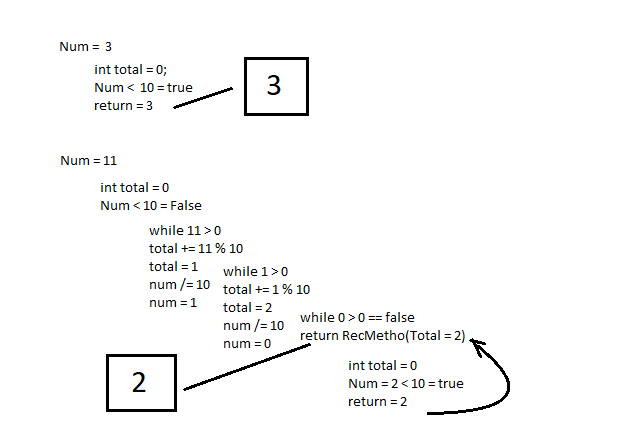 Num = 3
int total = 0;
Num < 10 = true
return = 3
3
Num = 11
int total = 0
Num < 10 = False
while 11 > 0
total += 11 % 10
total = 1
num /= 10
num = 1
while 1 > 0
total += 1 % 10
total = 2
num /= 10
num = 0
while 0 > 0 == false
return RecMetho(Total = 2)
2
int total = 0
Num = 2 < 10 = true
return = 2